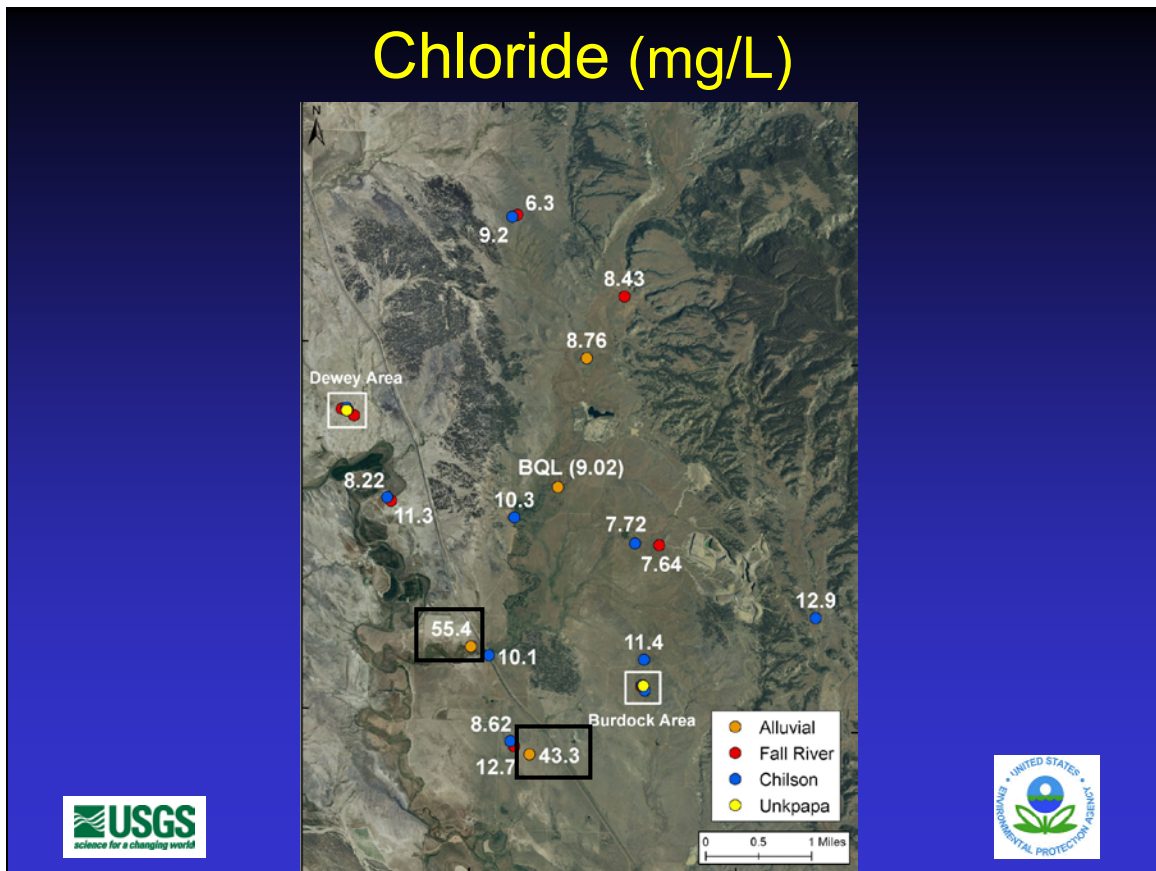 Chloride (mg/L)
N
6.3
9.2
8.43
8.76
Dewey Area
BQL (9.02)
8.22
10.3
11.3
7.72
7.64
12.9
55.4
11.4
10.1
Burdock Area
8.62
43.3
12.7
Alluvial
Fall River
Chilson
Unkpapa
0 0.5 1 Miles
USGS
science for a changing world
UNITED STATES
ENVIRONMENTAL PROTECTION AGENCY